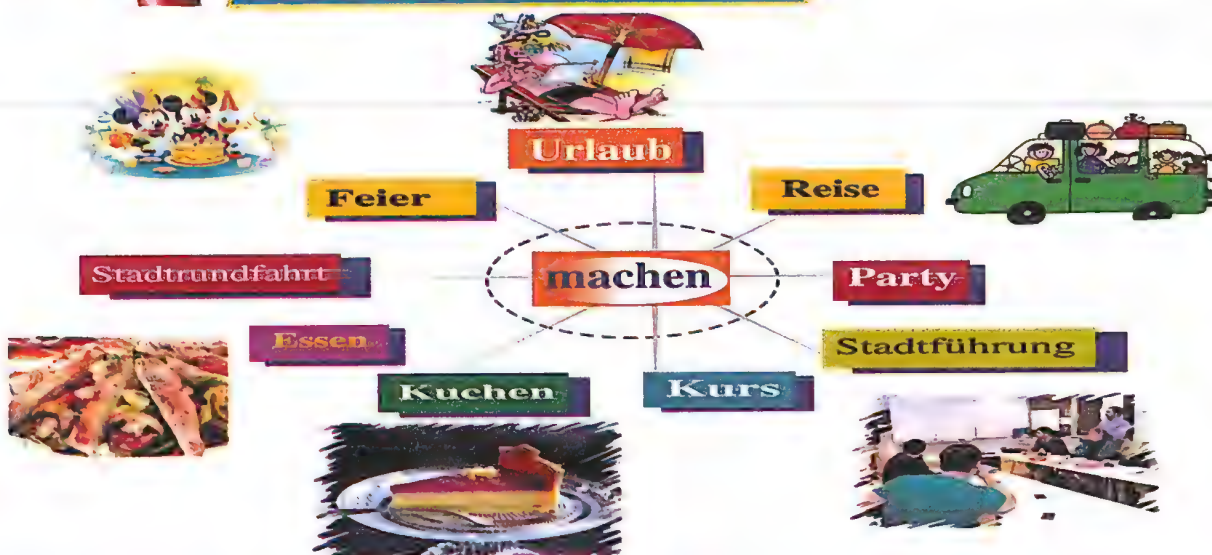 Urlaub
Feier
Reise
Stadtrundfahrt
machen
Party
Essen
Stadtführung
Kuchen
Kurs